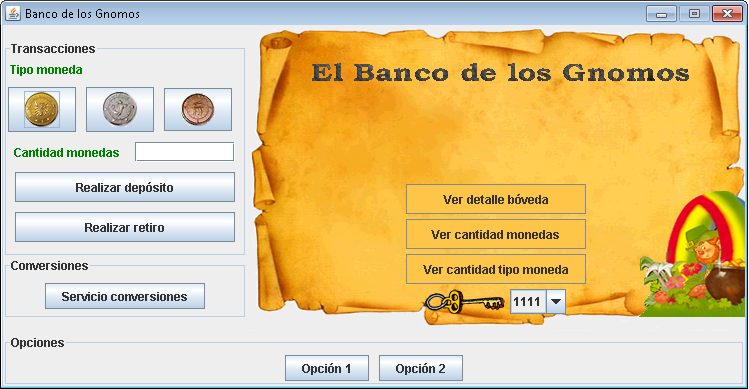 Banco de los Gnomos
Transacciones
Tipo moneda
Cantidad monedas
Realizar depósito
Realizar retiro
Conversiones
Servicio conversiones
El Banco de los Gnomos
Ver detalle bóveda
Ver cantidad monedas
Ver cantidad tipo moneda
1111
Opciones
Opción 1
Opción 2